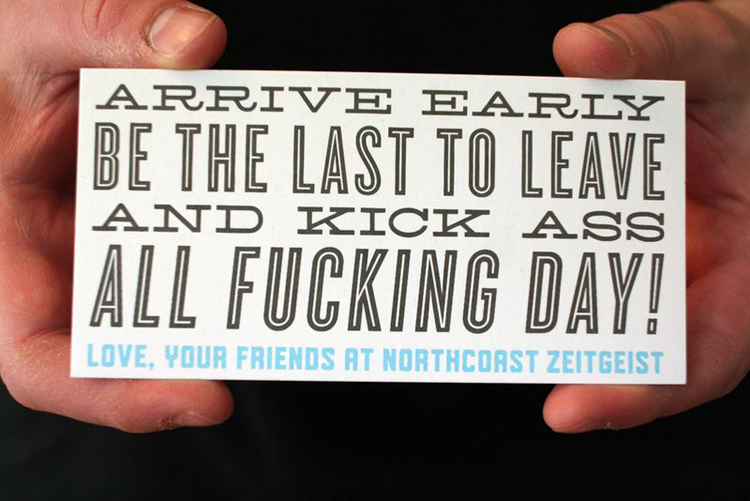 ARRIVE EARLY
BE THE LAST TO LEAVE
AND KICK ASS
ALL FUCKING DAY!
LOVE, YOUR FRIENDS AT NORTHCOAST ZEITGEIST